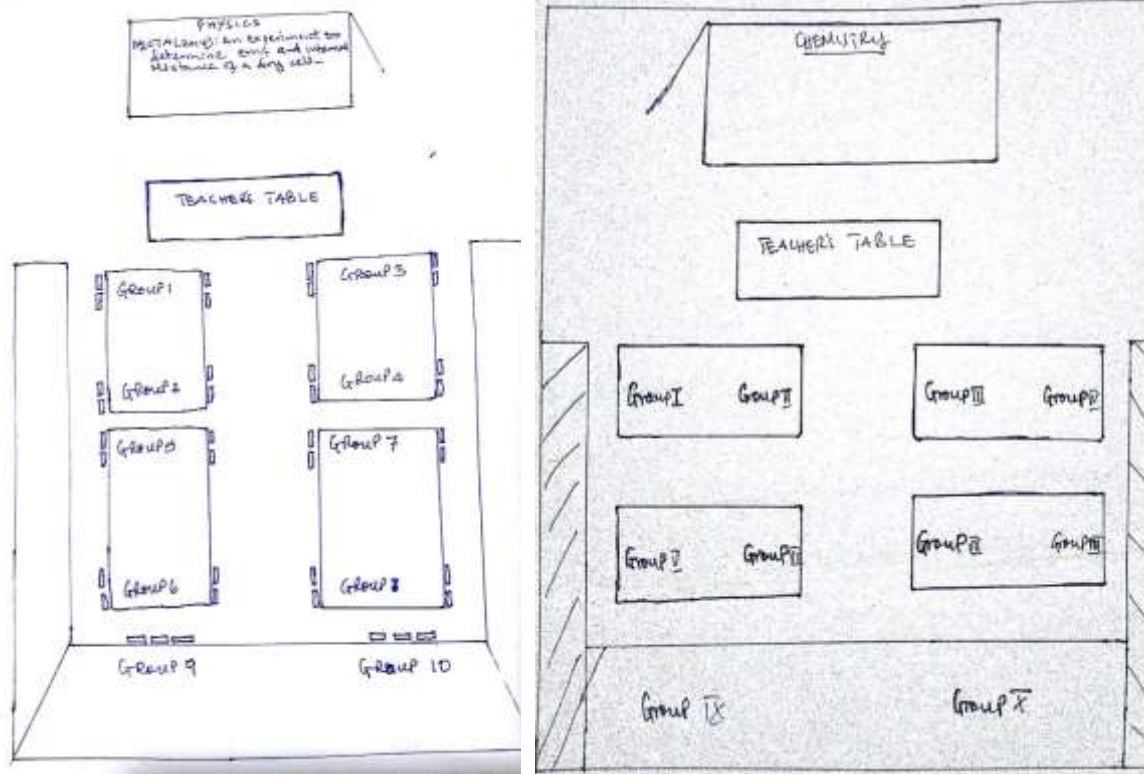 PHYSICS
An experiment to
determine emf and internal
resistance of a dry cell
TEACHER'S TABLE
GROUP 1
GROUP 3
GROUP 2
GROUP 4
GROUP 5
GROUP 7
GROUP 6
GROUP 8
GROUP 9
GROUP 10
CHEMISTRY
TEACHER'S TABLE
Group I
Group II
Group III
Group IV
Group V
Group VI
Group
Group
Group IX
Group X